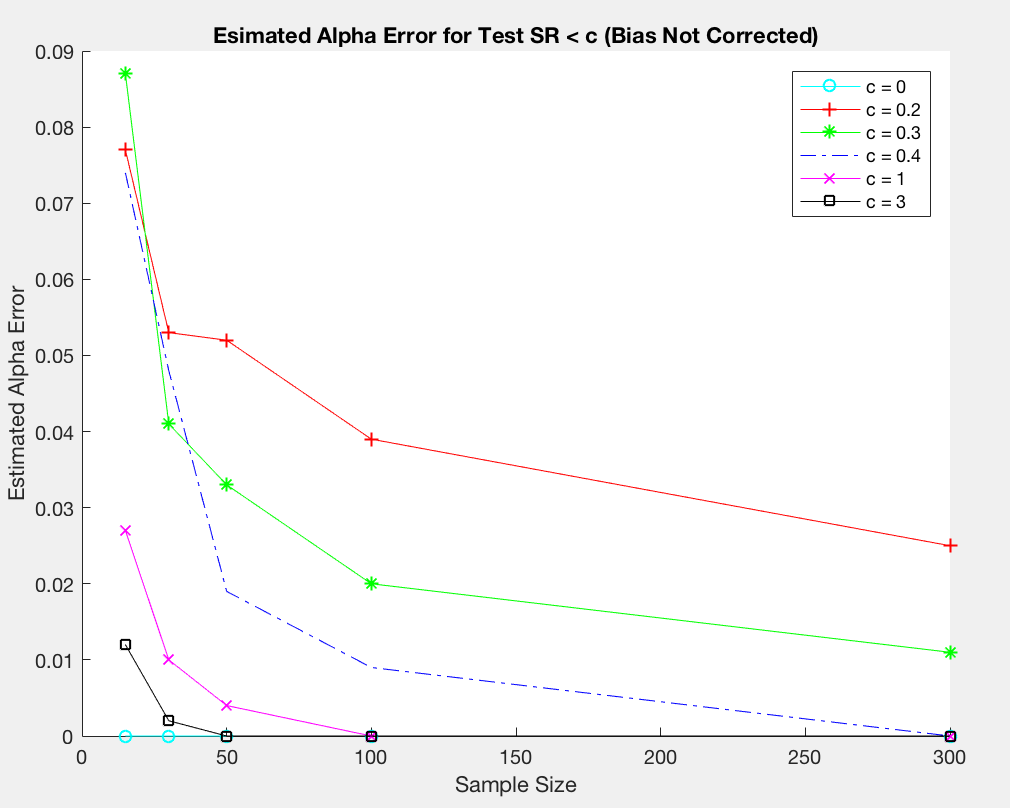 Esimated Alpha Error for Test SR < c (Bias Not Corrected)
0.09
0.08
0.07
0.06
0.05
0.04
0.03
0.02
0.01
0
Estimated Alpha Error
c = 0
c = 0.2
c = 0.3
c = 0.4
c = 1
c = 3
0 50 100 150 200 250 300
Sample Size